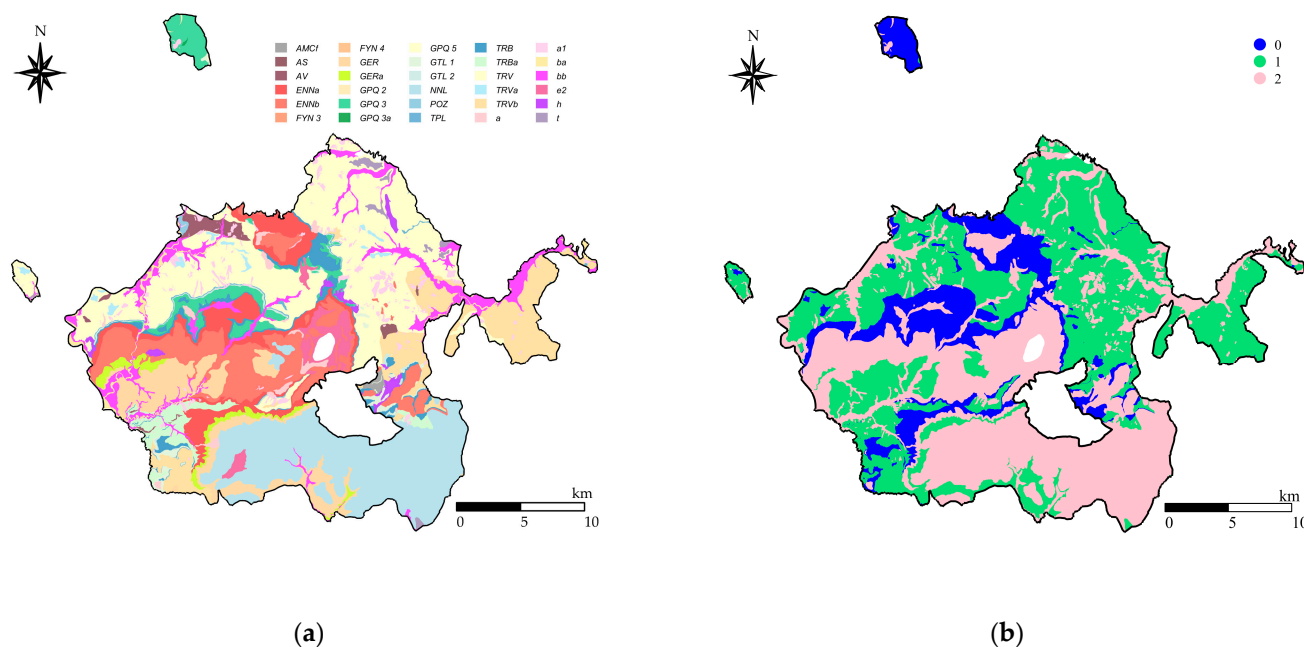 N
AMCf FYN 4 GPQ 5 TRB a1
AS GER GTL 1 TRBa ba
AV GERa GTL 2 TRV bb
ENNa GPQ 2 NNL TRVa e2
ENNb GPQ 3 POZ TRVb h
FYN 3 GPQ 3a TPL a t
km
0 5 10
(a)
N
0
1
2
km
0 5 10
(b)